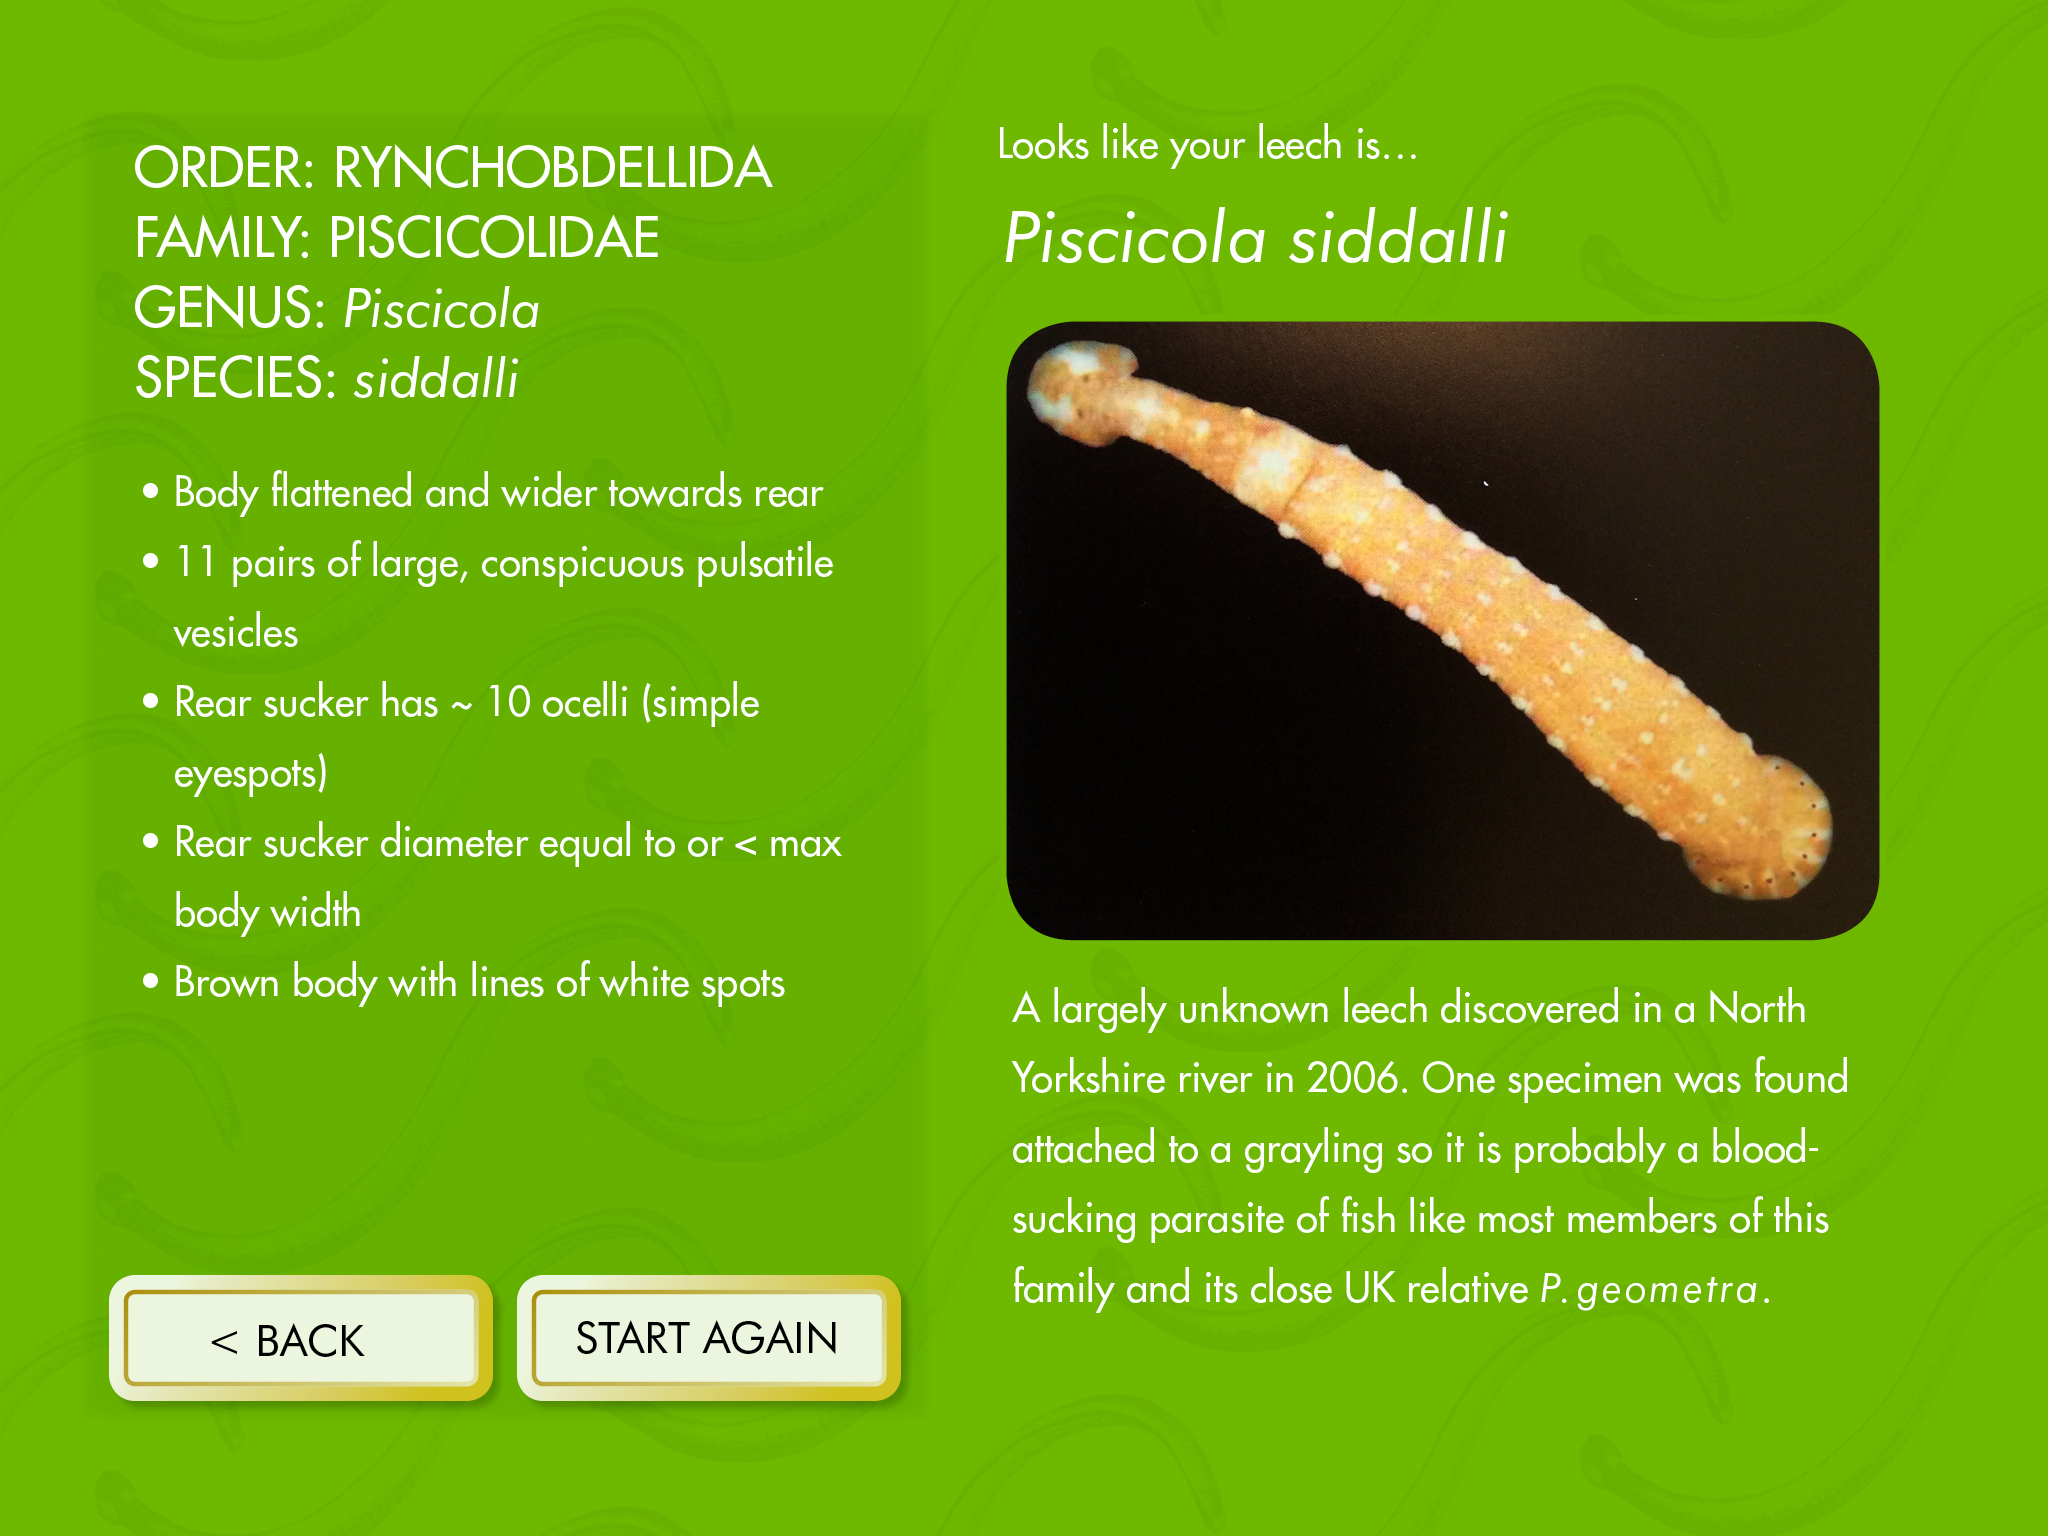 ORDER: RYNCHOBDELLIDA
FAMILY: PISCICOLIDAE
GENUS: Piscicola
SPECIES: siddalli
• Body flattened and wider towards rear
• 11 pairs of large, conspicuous pulsatile
vesicles
• Rear sucker has ~ 10 ocelli (simple
eyespots)
• Rear sucker diameter equal to or < max
body width
• Brown body with lines of white spots
< BACK
START AGAIN
Looks like your leech is...
Piscicola siddalli
A largely unknown leech discovered in a North
Yorkshire river in 2006. One specimen was found
attached to a grayling so it is probably a blood-
sucking parasite of fish like most members of this
family and its close UK relative P. geometra.